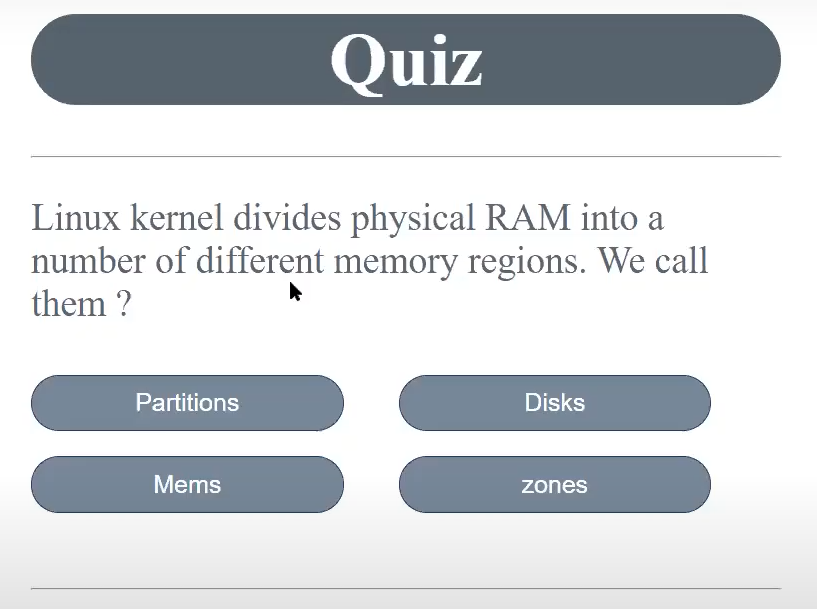 Quiz
Linux kernel divides physical RAM into a
number of different memory regions. We call
them ?
Partitions
Disks
Mems
zones